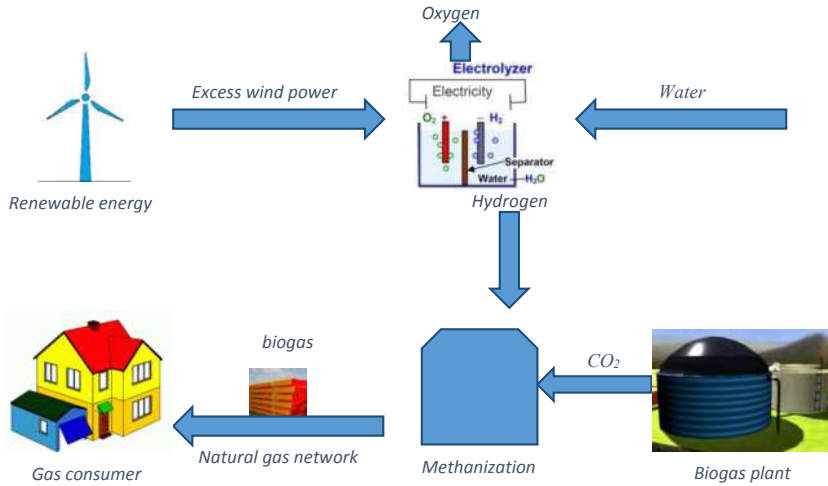 Oxygen
Electrolyzer
Excess wind power
Electricity
Water
O₂ + − H₂
Separator
Water H₂O
Renewable energy
Hydrogen
biogas
CO₂
Natural gas network
Gas consumer
Methanization
Biogas plant